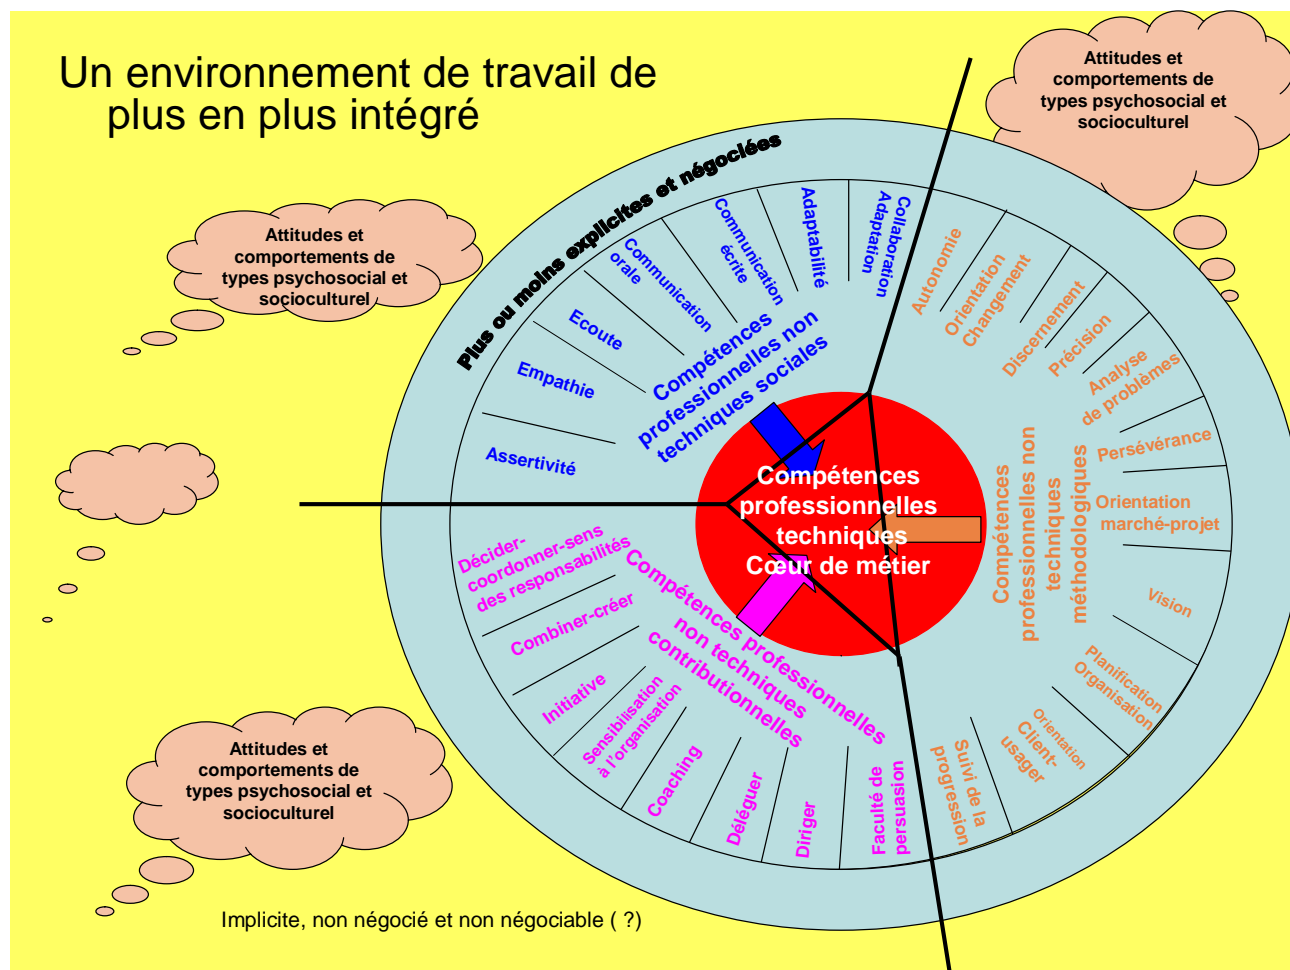 Un environnement de travail de
plus en plus intégré
Attitudes et
comportements de
types psychosocial et
socioculturel
Attitudes et
comportements de
types psychosocial et
socioculturel
Plus ou moins explicites et négociées
Assertivité
Empathie
Ecoute
Communication
orale
Communication
écrite
Adaptabilité
Collaboration
Adaptation
Compétences
professionnelles non
techniques sociales
Autonomie
Orientation
Changement
Discernement
Précision
Analyse
de problèmes
Persévérance
Orientation
marché-projet
Vision
Planification
Organisation
Orientation
Client-
usager
Suivi de la
progression
Compétences
professionnelles non
techniques
méthodologiques
Compétences
professionnelles
techniques
Cœur de métier
Compétences professionnelles
non techniques
contributionnelles
Décider-
coordonner-sens
des responsabilités
Combiner-créer
Initiative
Sensibilisation
à l'organisation
Coaching
Déléguer
Diriger
Faculté de
persuasion
Attitudes et
comportements de
types psychosocial et
socioculturel
Implicite, non négocié et non négociable ( ?)